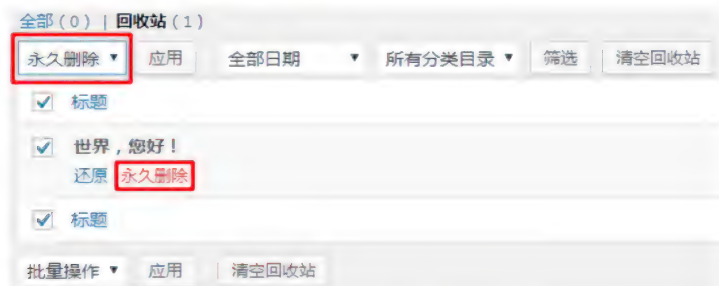 全部(0) | 回收站(1)
永久删除 应用 全部日期 所有分类目录 筛选 清空回收站
标题
世界，您好！
还原 永久删除
标题
批量操作 应用 清空回收站